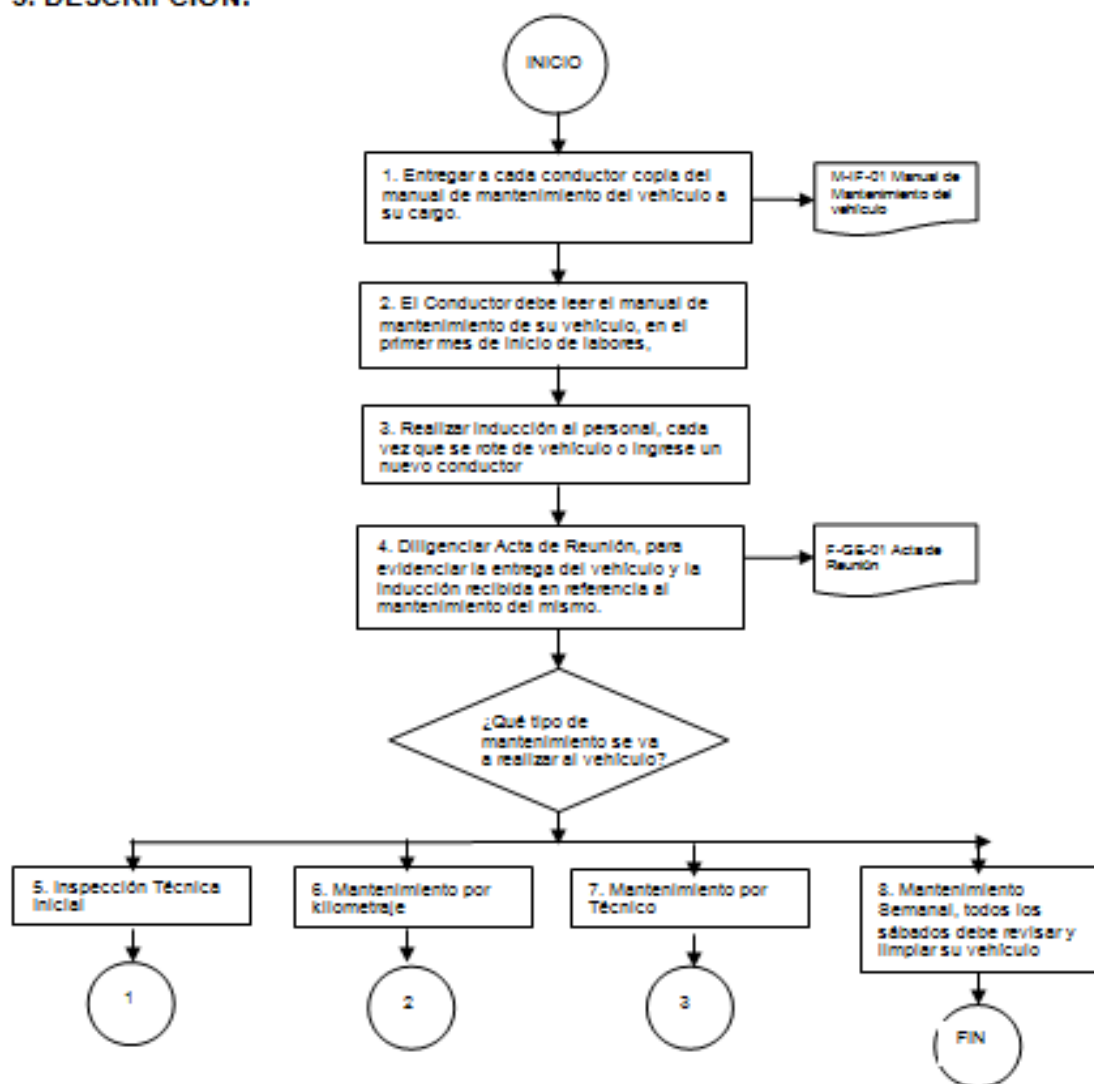 5. DESCRIPCION:
INICIO
1. Entregar a cada conductor copia del
manual de mantenimiento del vehículo a
su cargo.
M-IF-01 Manual de
Mantenimiento del
vehículo
2. El Conductor debe leer el manual de
mantenimiento de su vehículo, en el
primer mes de inicio de labores,
3. Realizar inducción al personal, cada
vez que se rote de vehículo o ingrese un
nuevo conductor
4. Diligenciar Acta de Reunión, para
evidenciar la entrega del vehículo y la
inducción recibida en referencia al
mantenimiento del mismo.
F-GE-01 Acta de
Reunión
¿Qué tipo de
mantenimiento se va
a realizar al vehículo?
5. Inspección Técnica
Inicial
6. Mantenimiento por
kilometraje
7. Mantenimiento por
Técnico
8. Mantenimiento
Semanal, todos los
sábados debe revisar y
limpiar su vehículo
1
2
3
FIN